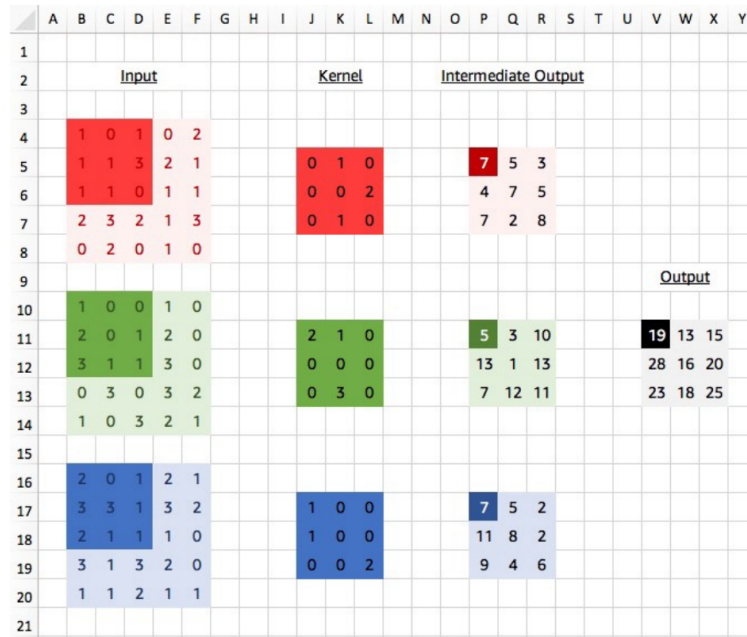 A B C D E F G H I J K L M N O P Q R S T U V W X Y
1
2 Input Kernel Intermediate Output
3
4 1 0 1 0 2
5 1 1 3 2 1 0 1 0 7 5 3
6 1 1 0 1 1 0 0 2 4 7 5
7 2 3 2 1 3 0 1 0 7 2 8
8 0 2 0 1 0
9 Output
10 1 0 0 1 0
11 2 0 1 2 0 2 1 0 5 3 10 19 13 15
12 3 1 1 3 0 0 0 0 13 1 13 28 16 20
13 0 3 0 3 2 0 3 0 7 12 11 23 18 25
14 1 0 3 2 1
15
16 2 0 1 2 1
17 3 3 1 3 2 1 0 0 7 5 2
18 2 1 1 1 0 1 0 0 11 8 2
19 3 1 3 2 0 0 0 2 9 4 6
20 1 1 2 1 1
21